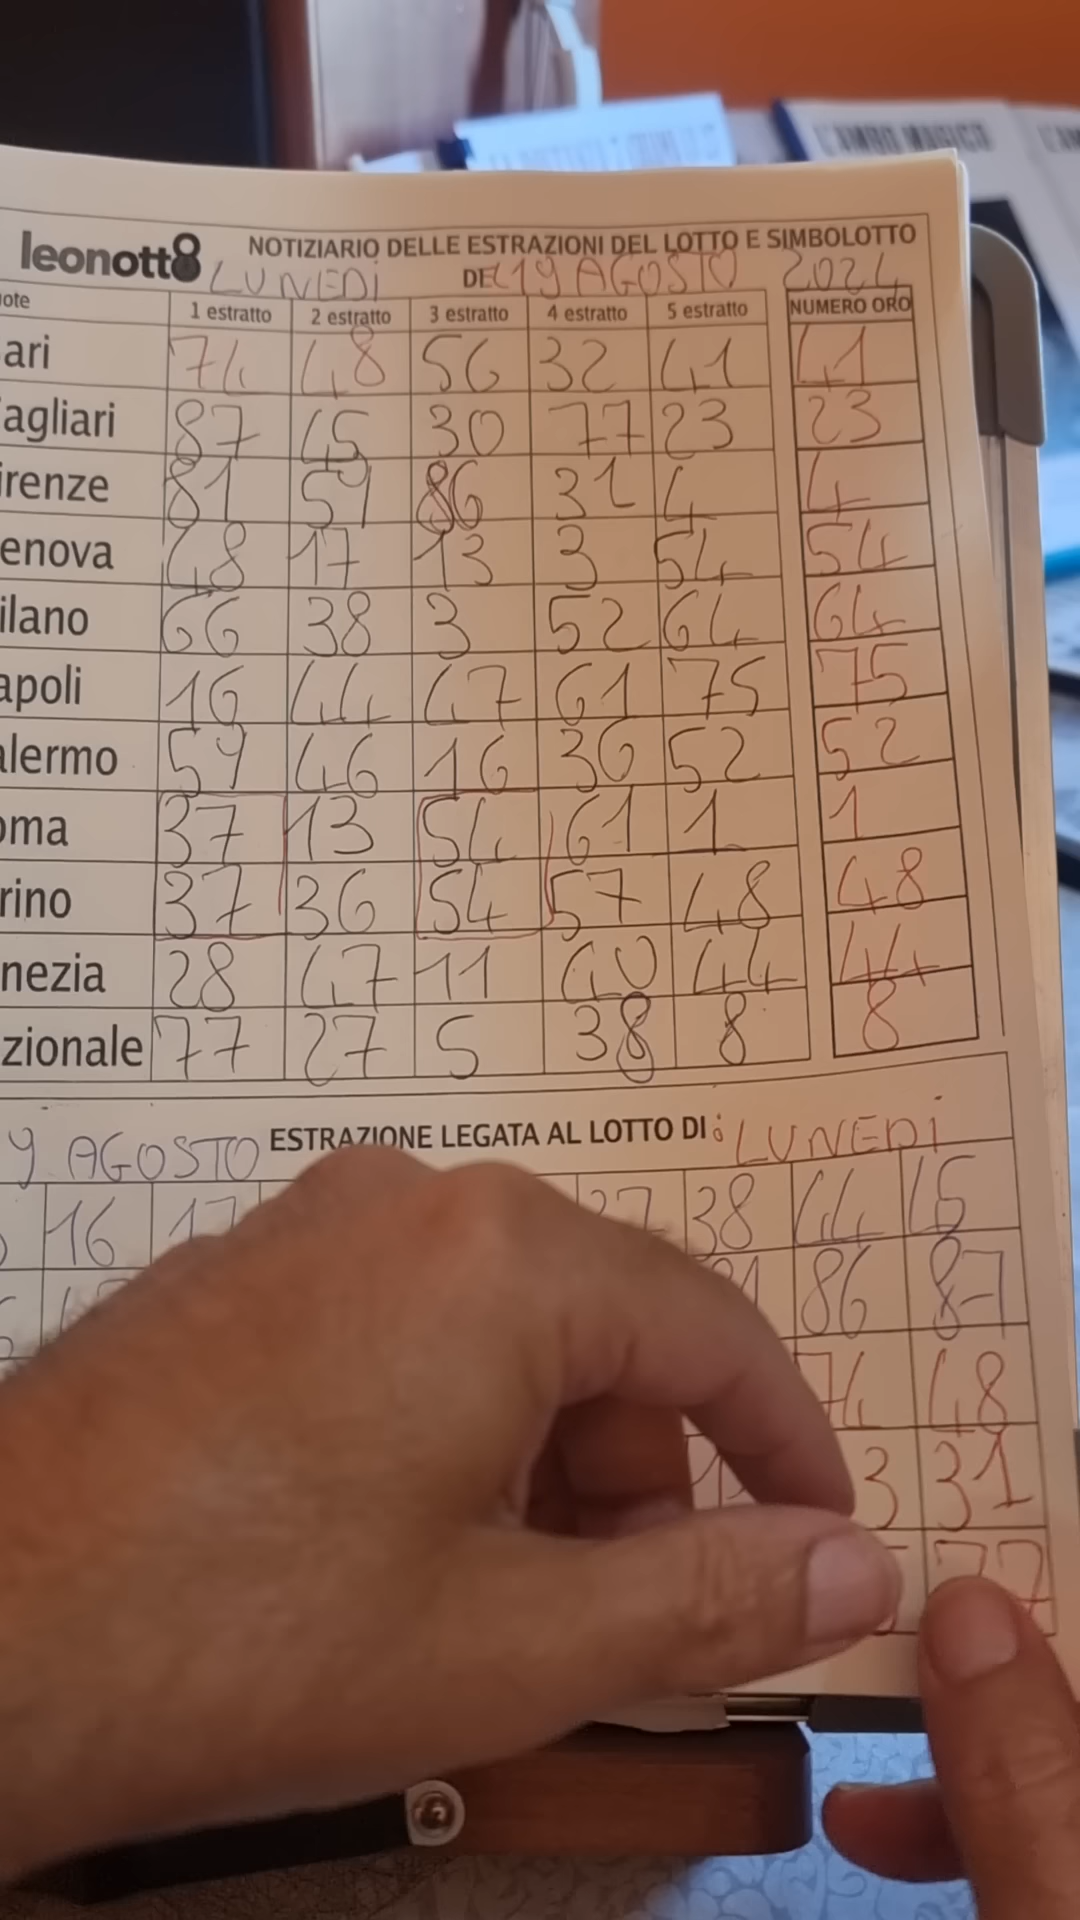 leonott8 NOTIZIARIO DELLE ESTRAZIONI DEL LOTTO E SIMBOLOTTO
LUNEDI DEL 19 AGOSTO 2024
uote 1 estratto 2 estratto 3 estratto 4 estratto 5 estratto NUMERO ORO
ari 74 48 56 32 41 41
agliari 87 45 30 77 23 23
irenze 81 59 86 31 4 4
enova 48 17 13 3 54 54
ilano 66 38 3 52 64 64
apoli 16 44 47 61 75 75
alermo 59 46 16 36 52 52
oma 37 13 54 61 1 1
rino 37 36 54 57 48 48
nezia 28 47 11 40 44 44
zionale 77 27 5 38 8 8
9 AGOSTO ESTRAZIONE LEGATA AL LOTTO DI: LUNEDI
16 17 37 38 44 45
86 87
74 48
3 31
77